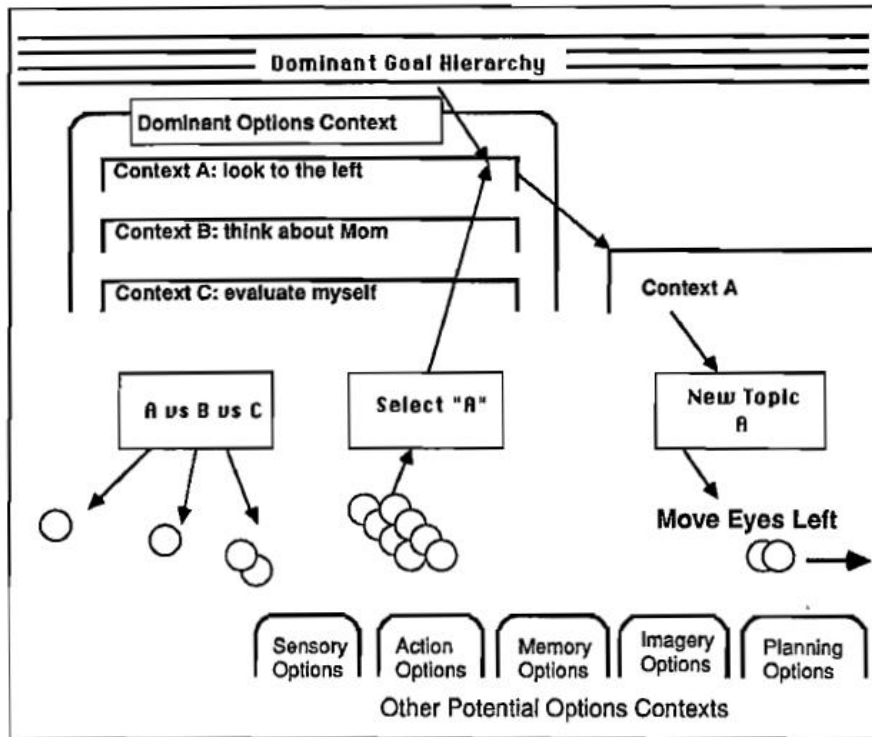 Dominant Goal Hierarchy
Dominant Options Context
Context A: look to the left
Context B: think about Mom
Context C: evaluate myself
Context A
A vs B vs C
Select "A"
New Topic
A
Move Eyes Left
Sensory
Options
Action
Options
Memory
Options
Imagery
Options
Planning
Options
Other Potential Options Contexts